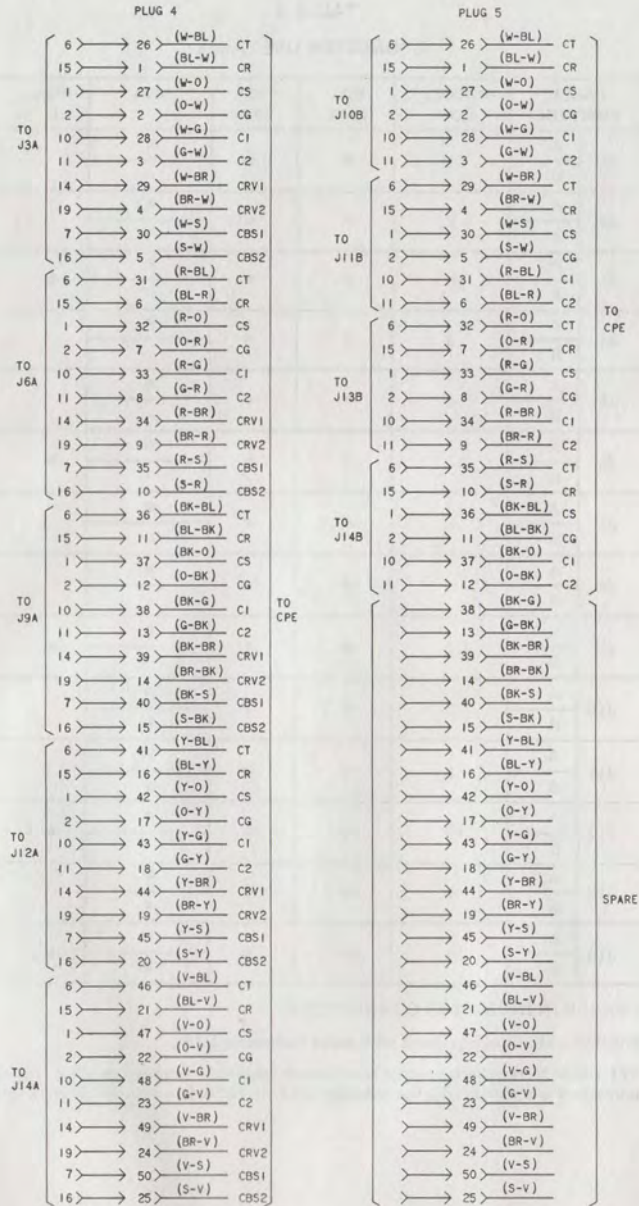 PLUG 4
TO J3A
6 26 (W-BL) CT
15 1 (BL-W) CR
1 27 (W-O) CS
2 2 (O-W) CG
10 28 (W-G) C1
11 3 (G-W) C2
14 29 (W-BR) CRV1
19 4 (BR-W) CRV2
7 30 (W-S) CBS1
16 5 (S-W) CBS2
TO J6A
6 31 (R-BL) CT
15 6 (BL-R) CR
1 32 (R-O) CS
2 7 (O-R) CG
10 33 (R-G) C1
11 8 (G-R) C2
14 34 (R-BR) CRV1
19 9 (BR-R) CRV2
7 35 (R-S) CBS1
16 10 (S-R) CBS2
TO J9A
6 36 (BK-BL) CT
15 11 (BL-BK) CR
1 37 (BK-O) CS
2 12 (O-BK) CG
10 38 (BK-G) C1
11 13 (G-BK) C2
14 39 (BK-BR) CRV1
19 14 (BR-BK) CRV2
7 40 (BK-S) CBS1
16 15 (S-BK) CBS2
TO J12A
6 41 (Y-BL) CT
15 16 (BL-Y) CR
1 42 (Y-O) CS
2 17 (O-Y) CG
10 43 (Y-G) C1
11 18 (G-Y) C2
14 44 (Y-BR) CRV1
19 19 (BR-Y) CRV2
7 45 (Y-S) CBS1
16 20 (S-Y) CBS2
TO J14A
6 46 (V-BL) CT
15 21 (BL-V) CR
1 47 (V-O) CS
2 22 (O-V) CG
10 48 (V-G) C1
11 23 (G-V) C2
14 49 (V-BR) CRV1
19 24 (BR-V) CRV2
7 50 (V-S) CBS1
16 25 (S-V) CBS2
TO CPE
PLUG 5
TO J10B
6 26 (W-BL) CT
15 1 (BL-W) CR
1 27 (W-O) CS
2 2 (O-W) CG
10 28 (W-G) C1
11 3 (G-W) C2
TO J11B
6 29 (W-BR) CT
15 4 (BR-W) CR
1 30 (W-S) CS
2 5 (S-W) CG
10 31 (R-BL) C1
11 6 (BL-R) C2
TO J13B
6 32 (R-O) CT
15 7 (O-R) CR
1 33 (R-G) CS
2 8 (G-R) CG
10 34 (R-BR) C1
11 9 (BR-R) C2
TO J14B
6 35 (R-S) CT
15 10 (S-R) CR
1 36 (BK-BL) CS
2 11 (BL-BK) CG
10 37 (BK-O) C1
11 12 (O-BK) C2
TO CPE
38 (BK-G)
13 (G-BK)
39 (BK-BR)
14 (BR-BK)
40 (BK-S)
15 (S-BK)
41 (Y-BL)
16 (BL-Y)
42 (Y-O)
17 (O-Y)
43 (Y-G)
18 (G-Y)
44 (Y-BR)
19 (BR-Y)
45 (Y-S)
20 (S-Y)
46 (V-BL)
21 (BL-V)
47 (V-O)
22 (O-V)
48 (V-G)
23 (G-V)
49 (V-BR)
24 (BR-V)
50 (V-S)
25 (S-V)
SPARE